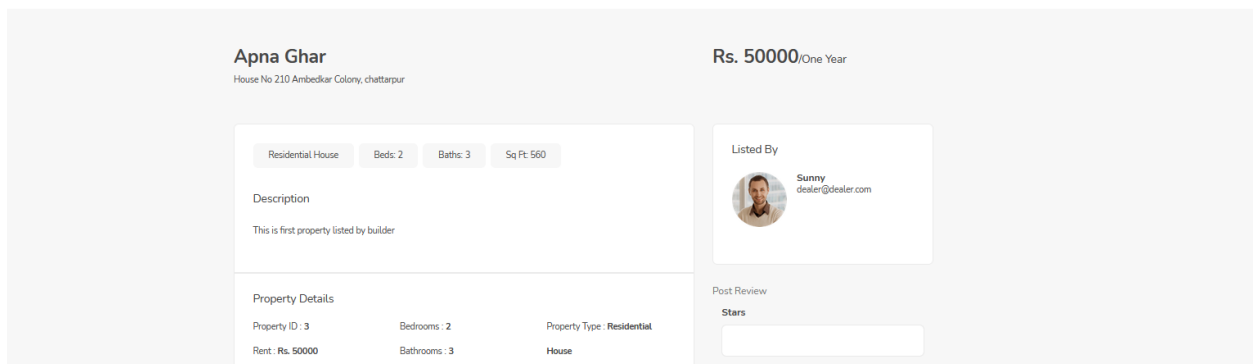 Apna Ghar
House No 210 Ambedkar Colony, chattarpur
Rs. 50000/One Year
Residential House
Beds: 2
Baths: 3
Sq Ft: 560
Description
This is first property listed by builder
Property Details
Property ID : 3
Bedrooms : 2
Property Type : Residential
House
Rent : Rs. 50000
Bathrooms : 3
Listed By
Sunny
dealer@dealer.com
Post Review
Stars